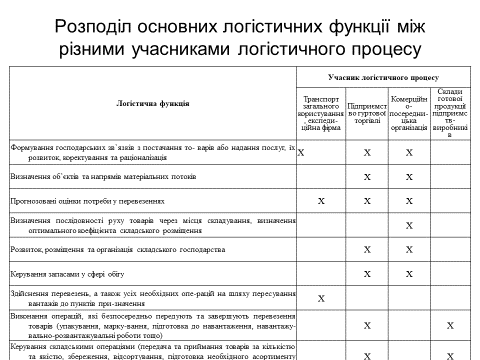 Розподіл основних логістичних функції між
різними учасниками логістичного процесу
Логістична функція
Учасник логістичного процесу
Транспорт
загального
користування
, експеди-
ційна фірма
Підприємст
во гуртової
торгівлі
Комерційн
о-
посередни-
цька
організація
Склади
готової
продукції
підприємс
тв-
виробникі
в
Формування господарських зв`язків з постачання то- варів або надання послуг, їх
розвиток, коректування та раціоналізація
X X X
Визначення об`єктів та напрямів матеріальних потоків
X X
Прогнозовані оцінки потреби у перевезеннях
X X X
Визначення послідовності руху товарів через місця складування, визначення
оптимального коефіцієнта складського розміщення
X
Розвиток, розміщення та організація складського господарства
X X
Керування запасами у сфері обігу
X X
Здійснення перевезень, а також усіх необхідних опе-рацій на шляху пересування
вантажів до пунктів при-значення
X
Виконання операцій, які безпосередньо передують та завершують перевезення
товарів (упакування, марку-вання, підготовка до навантаження, навантажу-
вально-розвантажувальні роботи тощо)
X X
Керування складськими операціями (передача та приймання товарів за кількістю
та якістю, збереження, відсортування, підготовка необхідного асортименту
X X